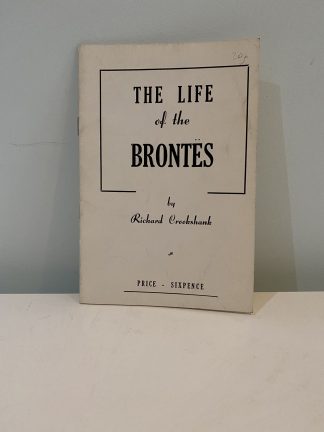 THE LIFE
of the
BRONTËS
by
Richard Crookshank
PRICE - SIXPENCE